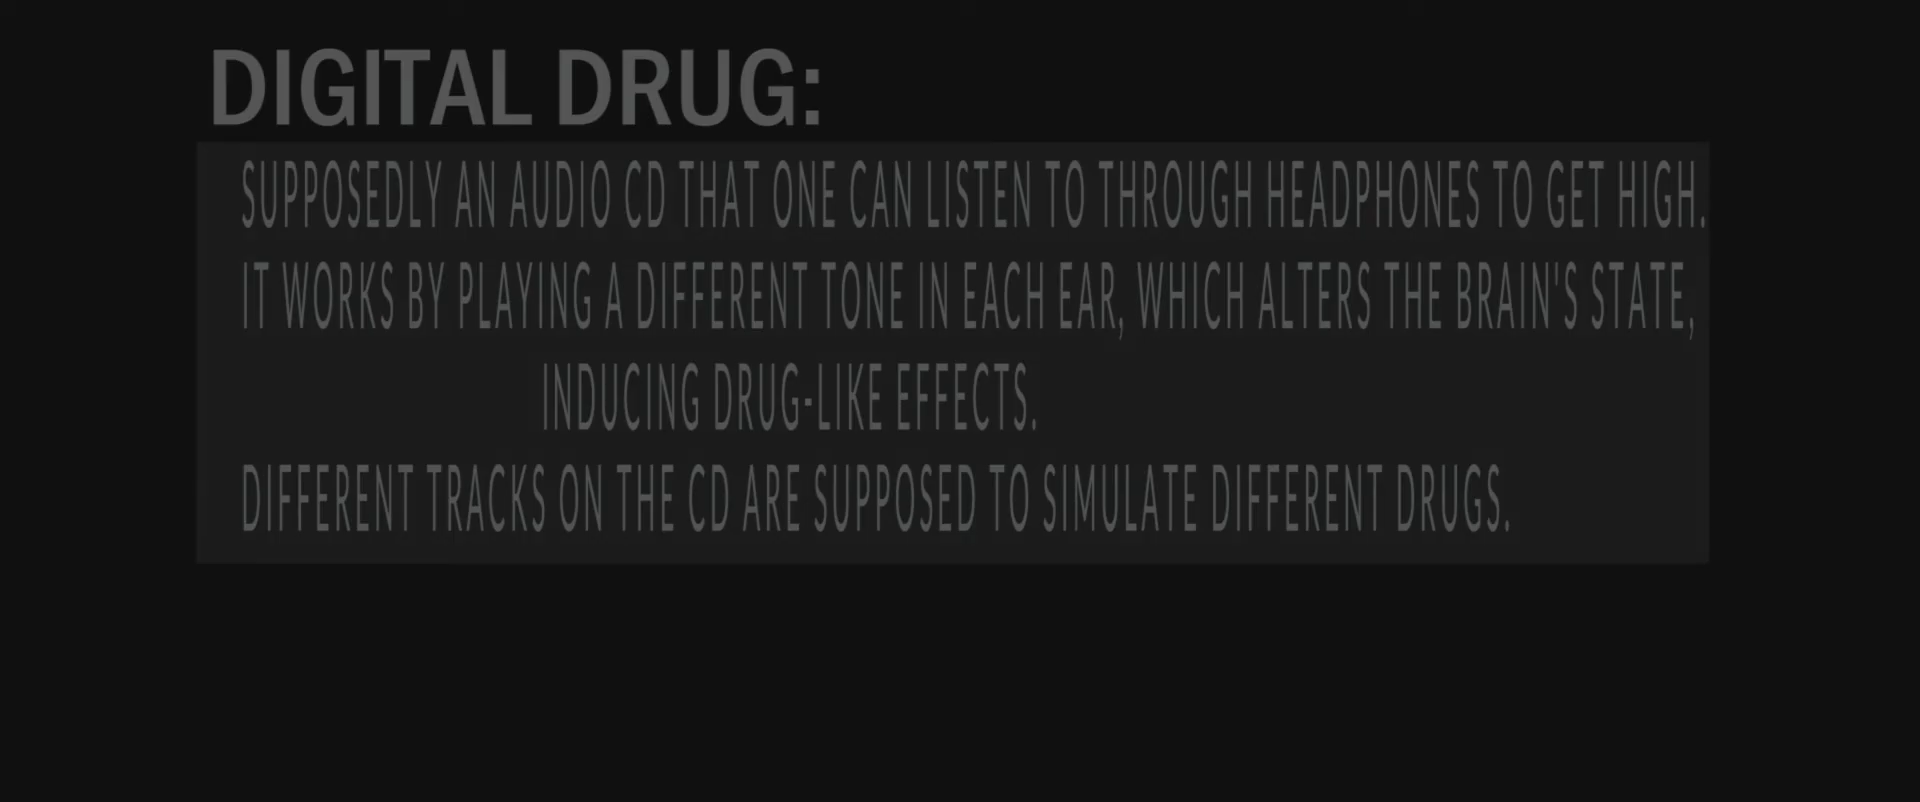 DIGITAL DRUG:
SUPPOSEDLY AN AUDIO CD THAT ONE CAN LISTEN TO THROUGH HEADPHONES TO GET HIGH.
IT WORKS BY PLAYING A DIFFERENT TONE IN EACH EAR, WHICH ALTERS THE BRAIN'S STATE,
INDUCING DRUG-LIKE EFFECTS.
DIFFERENT TRACKS ON THE CD ARE SUPPOSED TO SIMULATE DIFFERENT DRUGS.